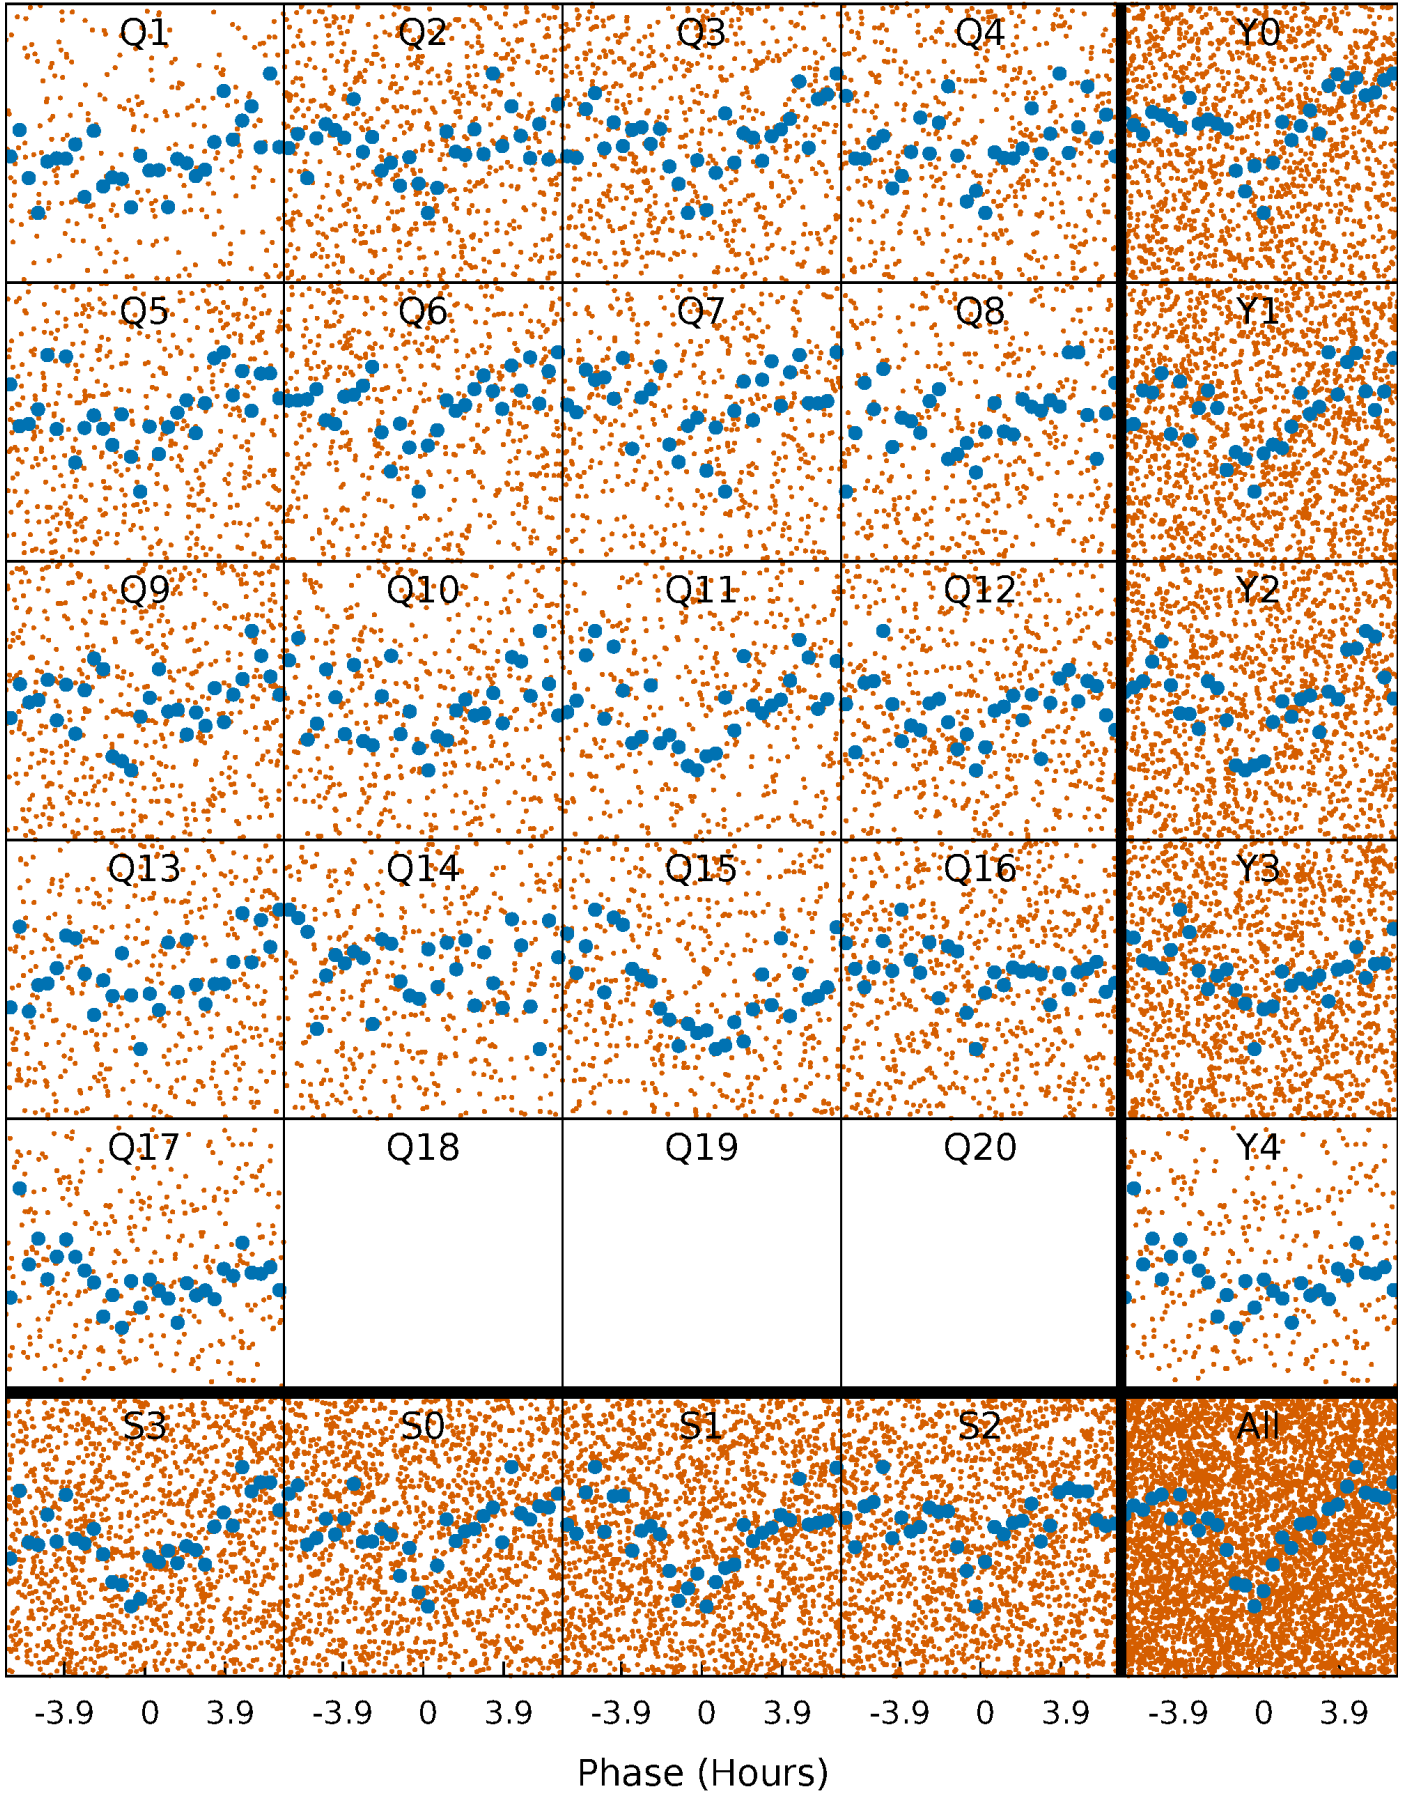 Q1 Q2 Q3 Q4 Y0
Q5 Q6 Q7 Q8 Y1
Q9 Q10 Q11 Q12 Y2
Q13 Q14 Q15 Q16 Y3
Q17 Q18 Q19 Q20 Y4
S3 S0 S1 S2 All
-3.9 0 3.9 -3.9 0 3.9 -3.9 0 3.9 -3.9 0 3.9 -3.9 0 3.9
Phase (Hours)